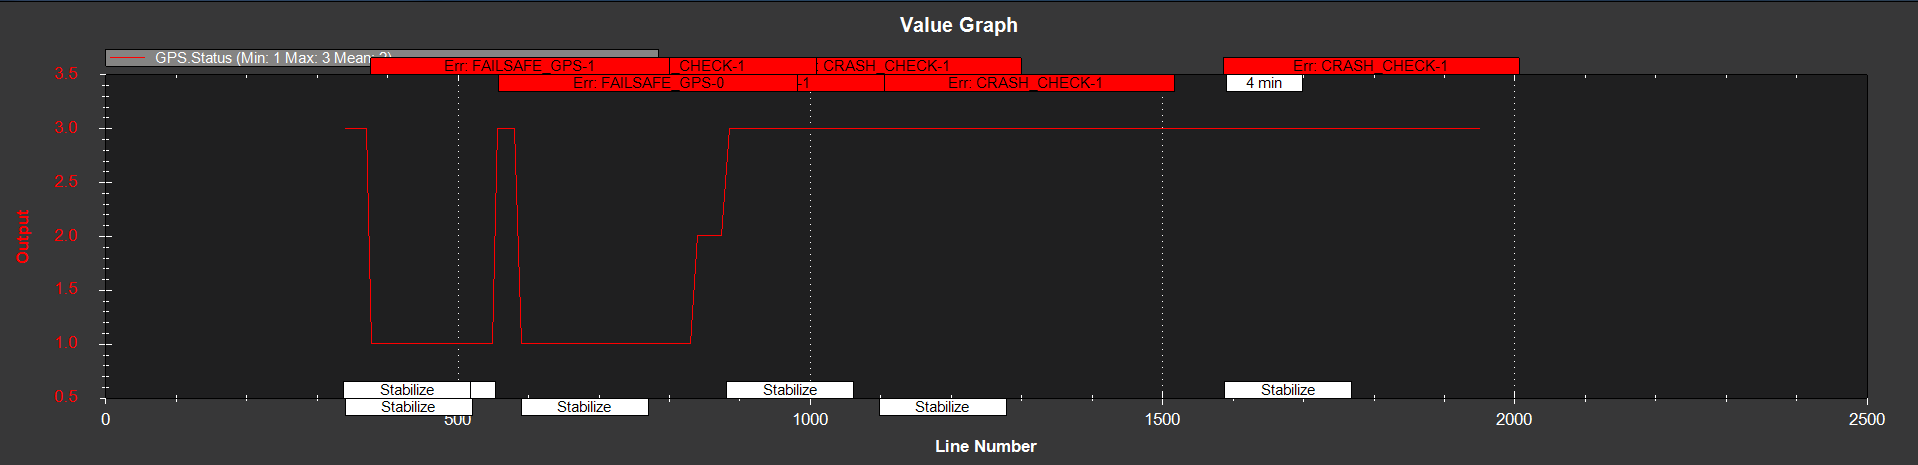 Value Graph
GPS.Status (Min: 1 Max: 3 Mean: 2)
Err: FAILSAFE_GPS-1
CHECK-1
CRASH_CHECK-1
Err: CRASH_CHECK-1
Err: FAILSAFE_GPS-0
-1
Err: CRASH_CHECK-1
4 min
3.5
3.0
2.5
2.0
1.5
1.0
0.5
Output
Stabilize
Stabilize
Stabilize
Stabilize
Stabilize
Stabilize
0
500
1000
1500
2000
2500
Line Number